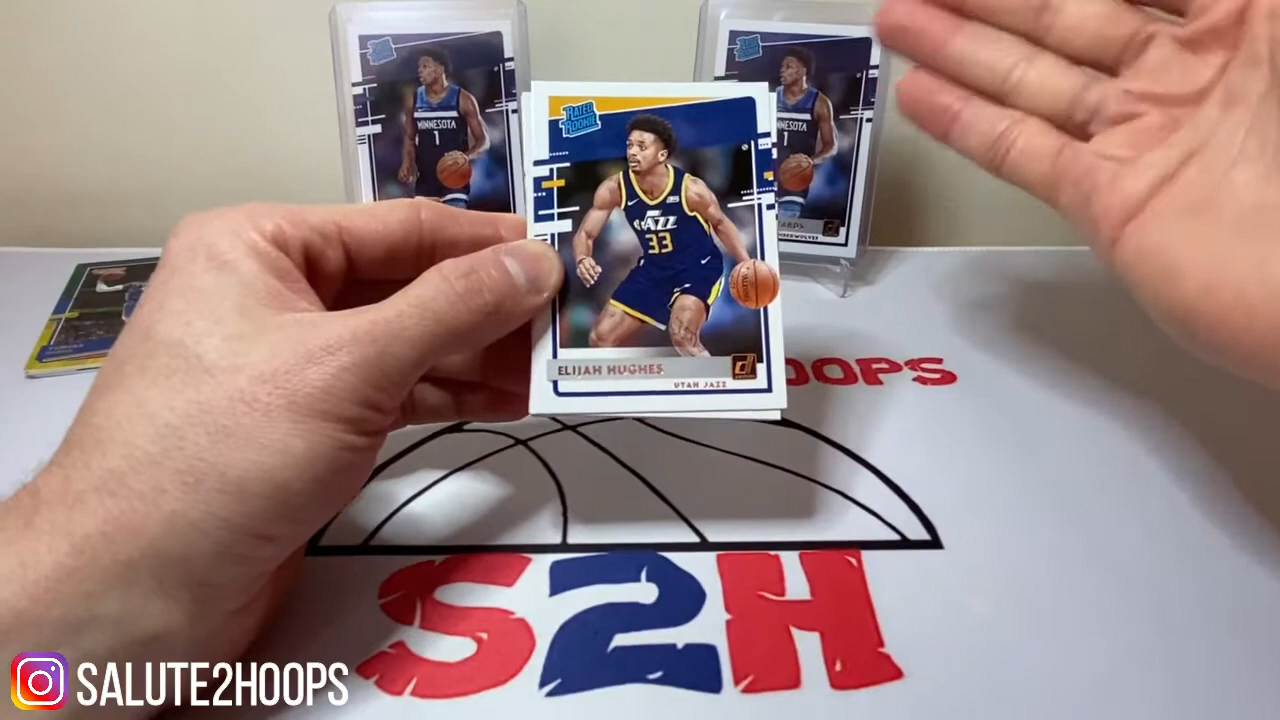 RATED
ROOKIE
MINNESOTA
1
RATED
ROOKIE
MINNESOTA
1
RATED
ROOKIE
JAZZ
33
ELIJAH HUGHES
UTAH JAZZ
OOPS
S2H
SALUTE2HOOPS